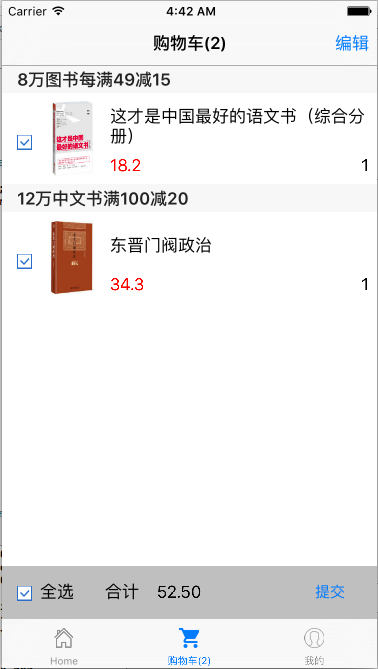 Carrier 4:42 AM
购物车(2) 编辑
8万图书每满49减15
这才是中国最好的语文书（综合分
册）
18.2 1
12万中文书满100减20
东晋门阀政治
34.3 1
全选 合计 52.50 提交
Home 购物车(2) 我的